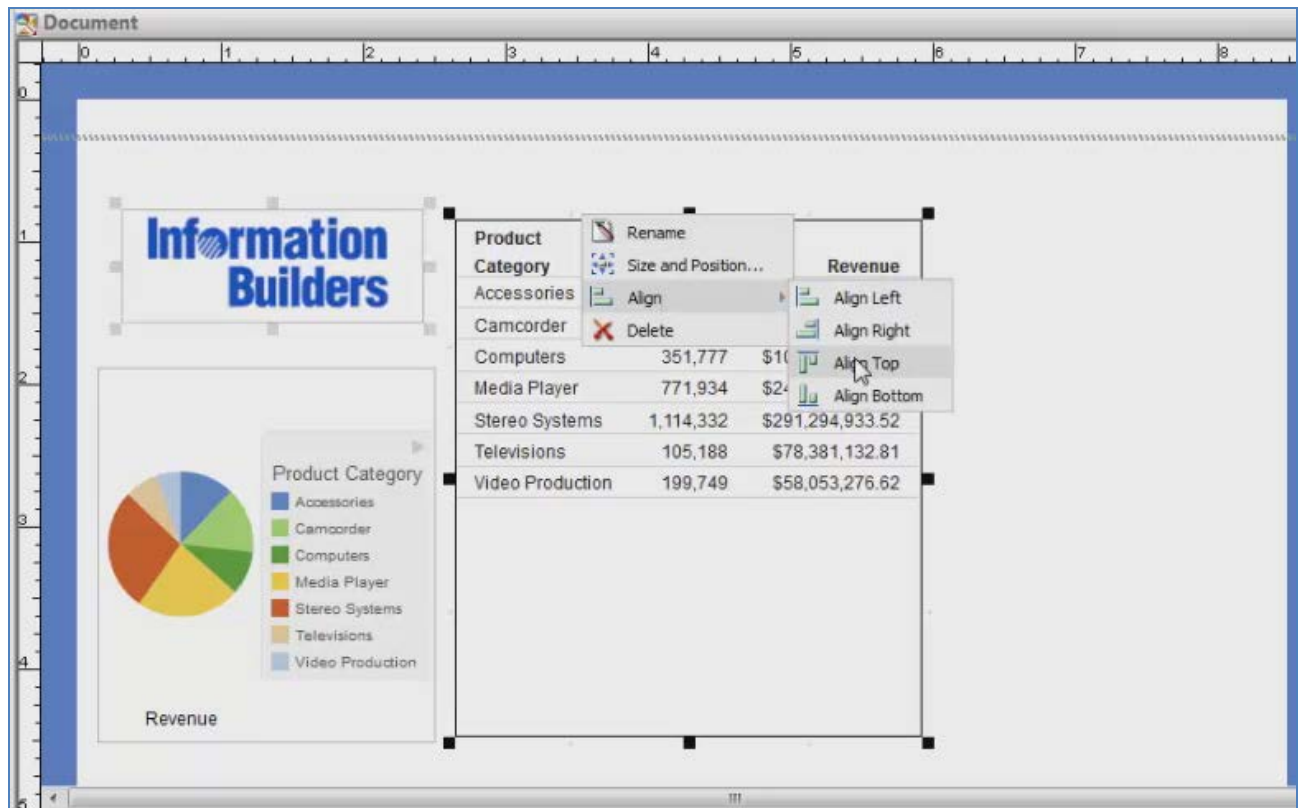 Document
0 1 2 3 4 5 6 7 8
0
1
2
3
4
5
Information
Builders
Product
Category
Revenue
Accessories
Camcorder
Computers 351,777 $10
Media Player 771,934 $24
Stereo Systems 1,114,332 $291,294,933.52
Televisions 105,188 $78,381,132.81
Video Production 199,749 $58,053,276.62
Rename
Size and Position...
Align
Delete
Align Left
Align Right
Align Top
Align Bottom
Product Category
Accessories
Camcorder
Computers
Media Player
Stereo Systems
Televisions
Video Production
Revenue